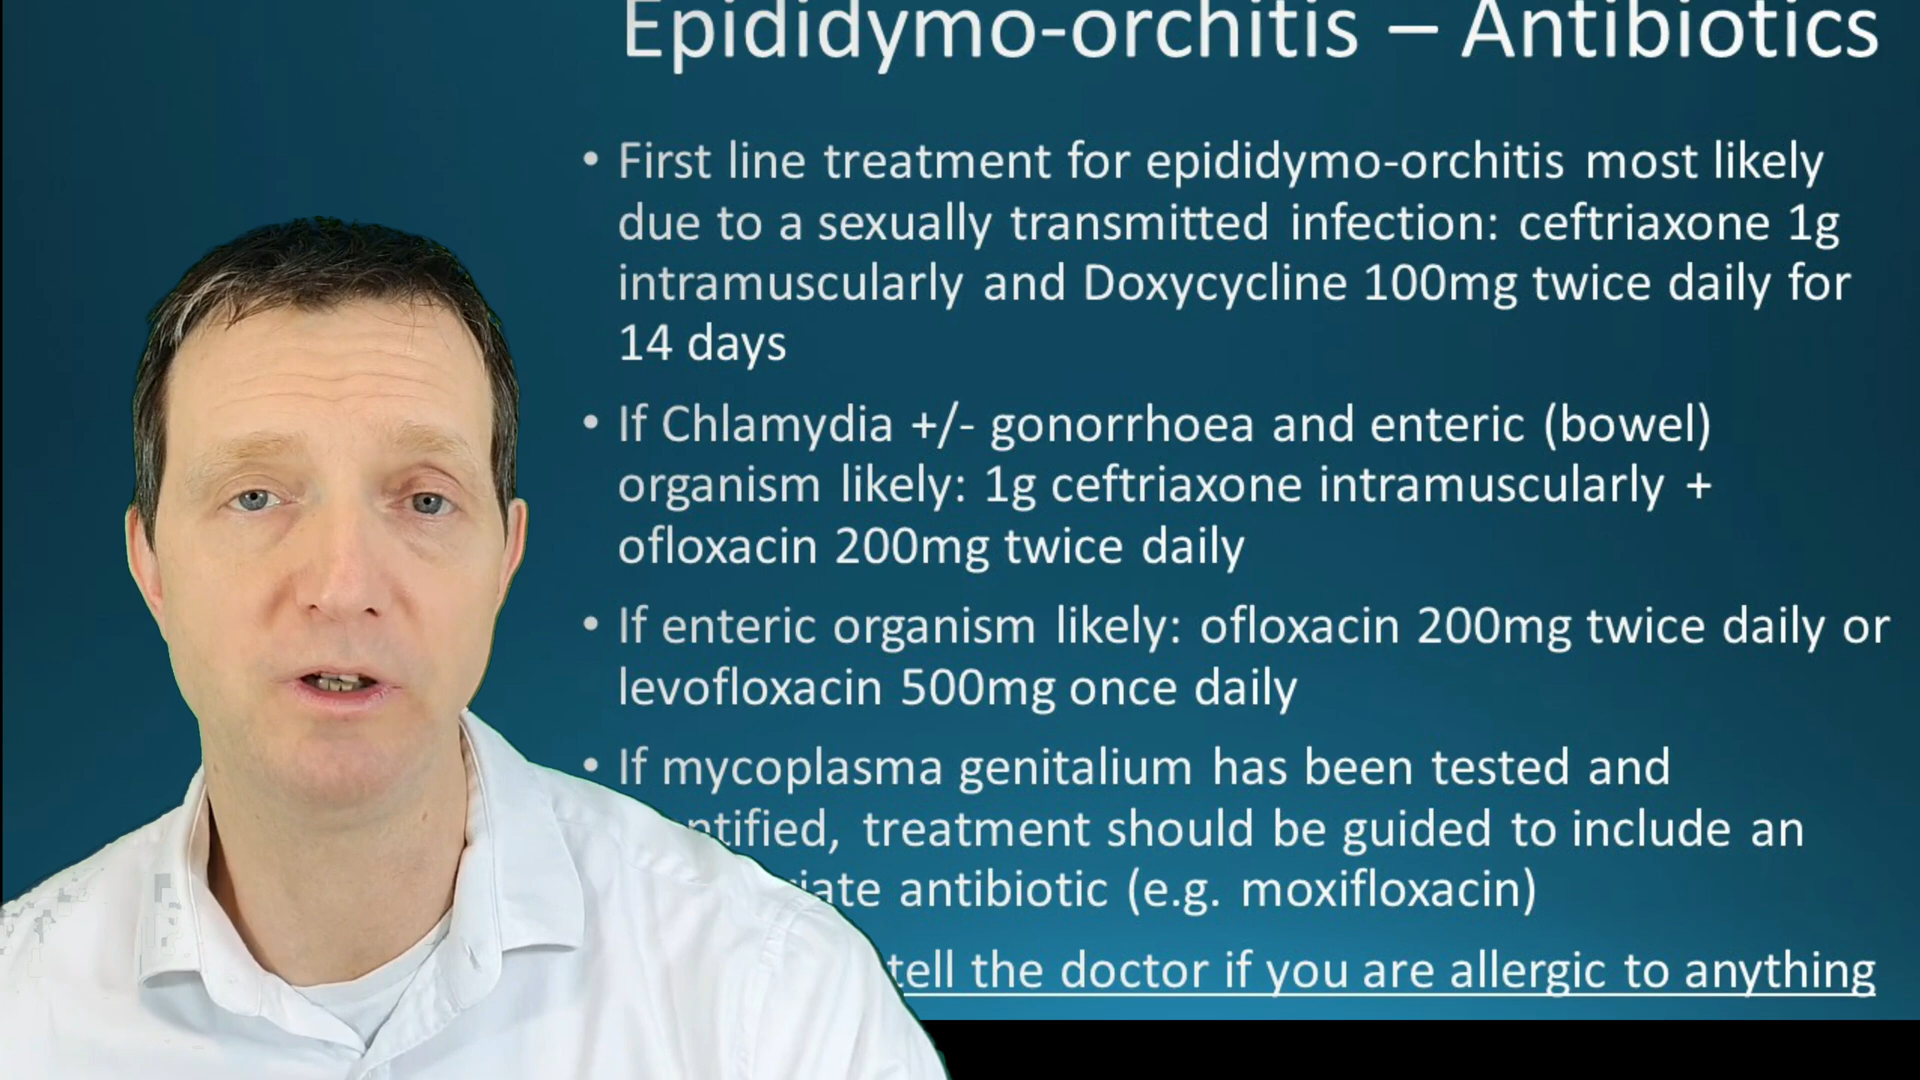 Epididymo-orchitis – Antibiotics
• First line treatment for epididymo-orchitis most likely
due to a sexually transmitted infection: ceftriaxone 1g
intramuscularly and Doxycycline 100mg twice daily for
14 days
• If Chlamydia +/- gonorrhoea and enteric (bowel)
organism likely: 1g ceftriaxone intramuscularly +
ofloxacin 200mg twice daily
• If enteric organism likely: ofloxacin 200mg twice daily or
levofloxacin 500mg once daily
• If mycoplasma genitalium has been tested and
treatment should be guided to include an
antibiotic (e.g. moxifloxacin)
tell the doctor if you are allergic to anything